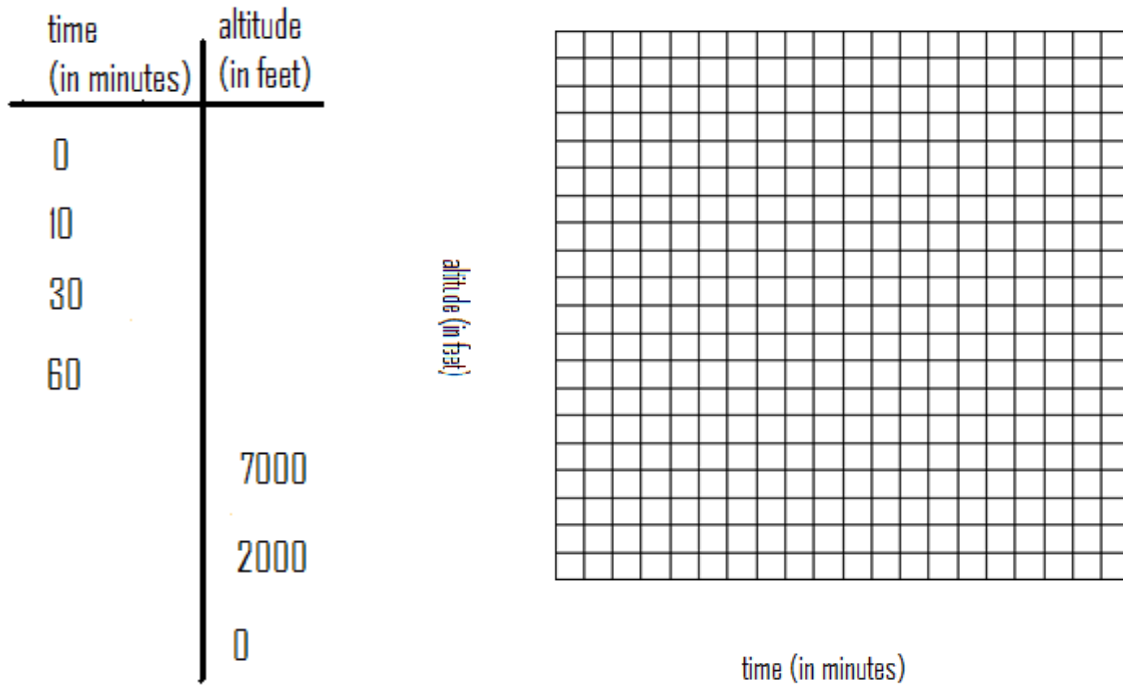 time
(in minutes)
altitude
(in feet)
0
10
30
60
7000
2000
0
altitude (in feet)
time (in minutes)